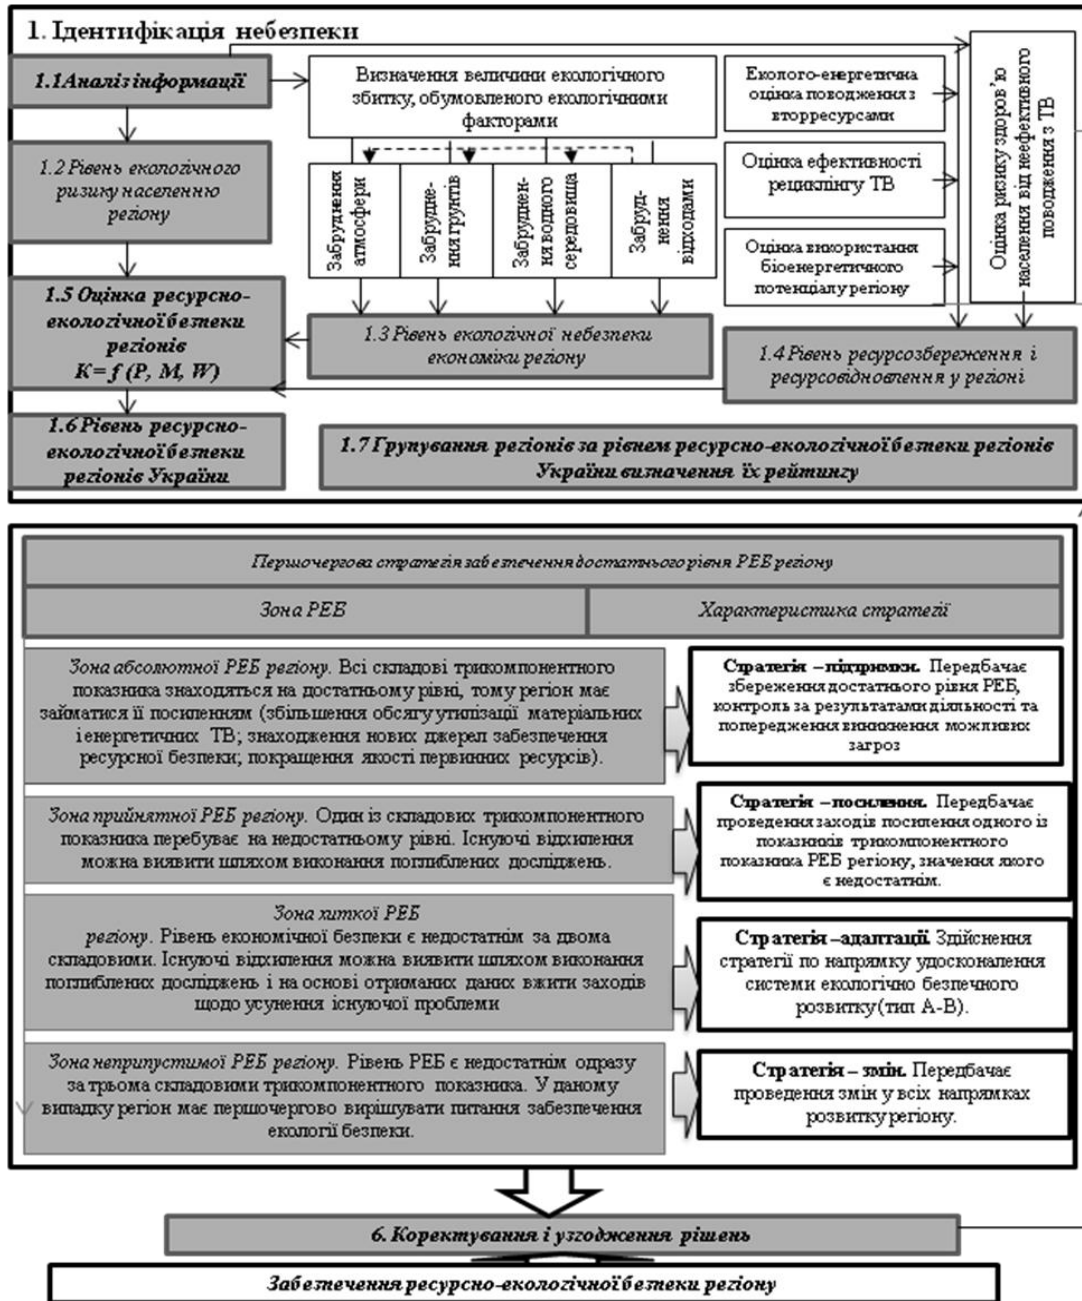 1. Ідентифікація небезпеки
1.1Аналіз інформації
Визначення величини екологічного
збитку, обумовленого екологічними
факторами
Еколого-енергетична
оцінка поводження з
вторресурсами
Оцінка ризику здоров’ю
населення від неефективного
поводження з ТВ
1.2 Рівень екологічного
ризику населенню
регіону
Забруднення
атмосфери
Забрудне-
ння ґрунтів
Забруднен-
ня водного
середовища
Забруд-
нення
відходами
Оцінка ефективності
рециклінгу ТВ
Оцінка використання
біоенергетичного
потенціалу регіону
1.5 Оцінка ресурсно-
екологічної безпеки
регіонів
K= f (P, M, W)
1.3 Рівень екологічної небезпеки
економіки регіону
1.4 Рівень ресурсозбереження і
ресурсовідновлення у регіоні
1.6 Рівень ресурсно-
екологічної безпеки
регіонів України
1.7 Групування регіонів за рівнем ресурсно-екологічної безпеки регіонів
України визначення їх рейтингу
Першочергова стратегія забезпечення достатнього рівня РЕБ регіону
Зона РЕБ
Характеристика стратегії
Зона абсолютної РЕБ регіону. Всі складові трикомпонентного
показника знаходяться на достатньому рівні, тому регіон має
займатися її посиленням (збільшення обсягу утилізації матеріальних
і енергетичних ТВ; знаходження нових джерел забезпечення
ресурсної безпеки; покращення якості первинних ресурсів).
Стратегія – підтримки. Передбачає
збереження достатнього рівня РЕБ,
контроль за результатами діяльності та
попередження виникнення можливих
загроз
Зона прийнятної РЕБ регіону. Один із складових трикомпонентного
показника перебуває на недостатньому рівні. Існуючі відхилення
можна виявити шляхом виконання поглиблених досліджень.
Стратегія – посилення. Передбачає
проведення заходів посилення одного із
показників трикомпонентного
показника РЕБ регіону, значення якого
є недостатнім.
Зона хиткої РЕБ
регіону. Рівень економічної безпеки є недостатнім за двома
складовими. Існуючі відхилення можна виявити шляхом виконання
поглиблених досліджень і на основі отриманих даних вжити заходів
щодо усунення існуючої проблеми
Стратегія –адаптації. Здійснення
стратегії по напрямку удосконалення
системи екологічно безпечного
розвитку (тип А-В).
Зона неприпустимої РЕБ регіону. Рівень РЕБ є недостатнім одразу
за трьома складовими трикомпонентного показника. У даному
випадку регіон має першочергово вирішувати питання забезпечення
екології безпеки.
Стратегія – змін. Передбачає
проведення змін у всіх напрямках
розвитку регіону.
6. Коректування і узгодження рішень
Забезпечення ресурсно-екологічної безпеки регіону